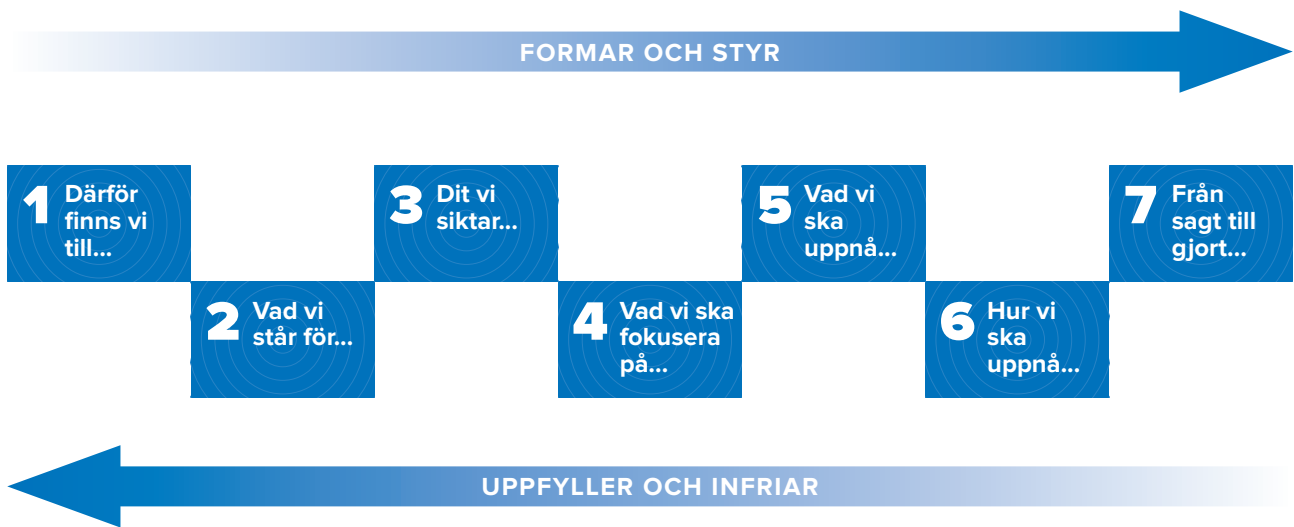 FORMAR OCH STYR
1 Därför
finns vi
till...
2 Vad vi
står för...
3 Dit vi
siktar...
4 Vad vi ska
fokusera
på...
5 Vad vi
ska
uppnå...
6 Hur vi
ska
uppnå...
7 Från
sagt till
gjort...
UPPFYLLER OCH INFRIAR